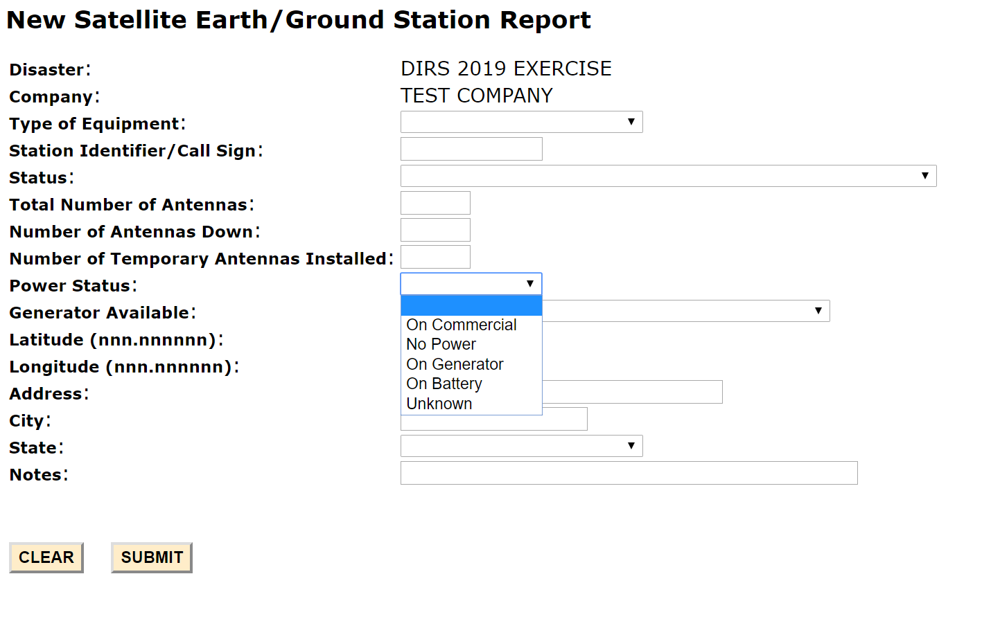 New Satellite Earth/Ground Station Report
Disaster: DIRS 2019 EXERCISE
Company: TEST COMPANY
Type of Equipment:
Station Identifier/Call Sign:
Status:
Total Number of Antennas:
Number of Antennas Down:
Number of Temporary Antennas Installed:
Power Status:
Generator Available:
On Commercial
Latitude (nnn.nnnnnn): No Power
Longitude (nnn.nnnnnn): On Generator
Address: On Battery
City: Unknown
State:
Notes:
CLEAR SUBMIT